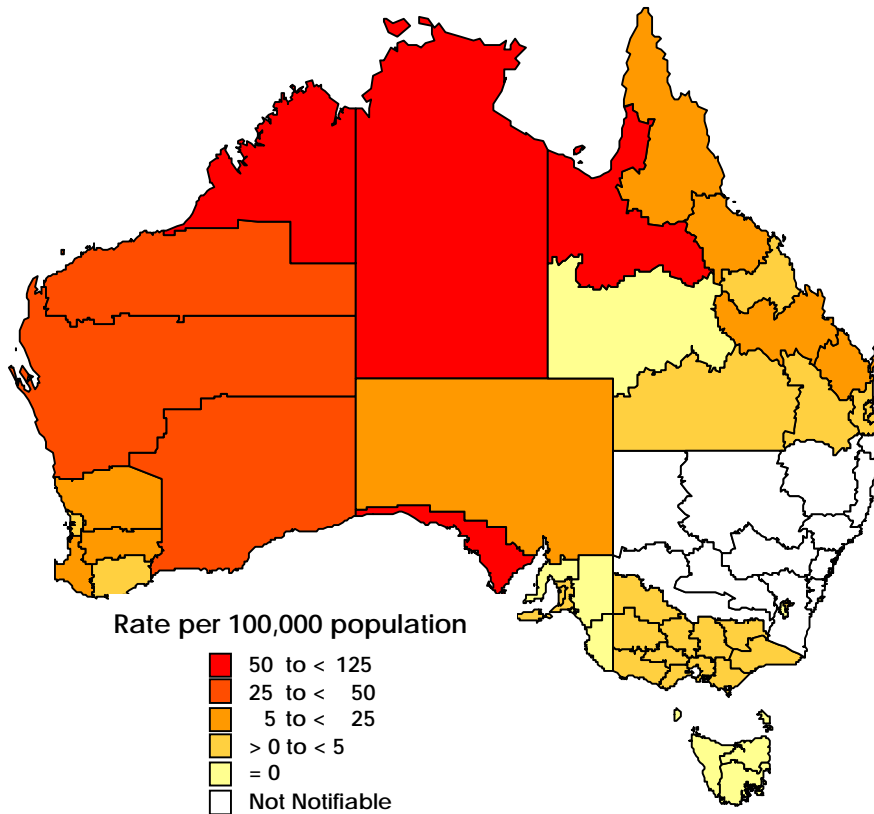 Rate per 100,000 population
50 to < 125
25 to < 50
5 to < 25
> 0 to < 5
= 0
Not Notifiable